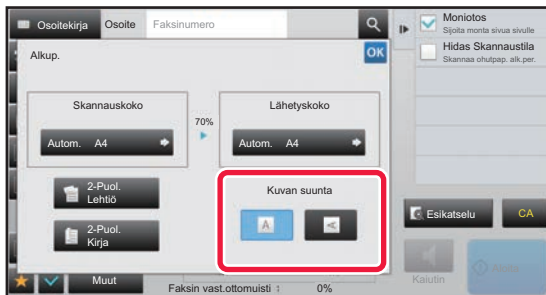 Osoitekirja
Osoite
Faksinumero
Moniotos
Sijoita monta sivua sivulle
Hidas Skannaustila
Skannaa ohutpap. alk.per.
Alkup.
OK
Skannauskoko
70%
Lähetyskoko
Autom. A4
Autom. A4
2-Puol.
Lehtiö
2-Puol.
Kirja
Kuvan suunta
A
A
Esikatselu
CA
Muut
Faksin vast.ottomuisti : 0%
Kaiutin
Aloita